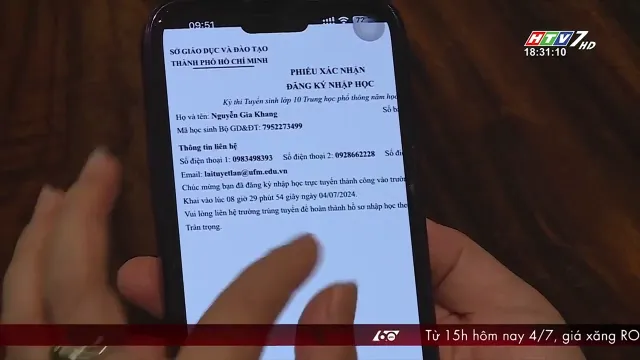 09:51
72
HTV7 HD
18:31:10
SỞ GIÁO DỤC VÀ ĐÀO TẠO
THÀNH PHỐ HỒ CHÍ MINH
PHIẾU XÁC NHẬN
ĐĂNG KÝ NHẬP HỌC
Kỳ thi Tuyển sinh lớp 10 Trung học phổ thông năm học
Họ và tên: Nguyễn Gia Khang Số b
Mã học sinh Bộ GD&ĐT: 7952273499
Thông tin liên hệ
Số điện thoại 1: 0983498393 Số điện thoại 2: 0928662228 Đ
Email: laituyetlan@ufm.edu.vn
Chúc mừng bạn đã đăng ký nhập học trực tuyến thành công vào trườn
Khai vào lúc 08 giờ 29 phút 54 giây ngày 04/07/2024.
Vui lòng liên hệ trường trúng tuyển để hoàn thành hồ sơ nhập học the
Trân trọng.
60
Từ 15h hôm nay 4/7, giá xăng RO